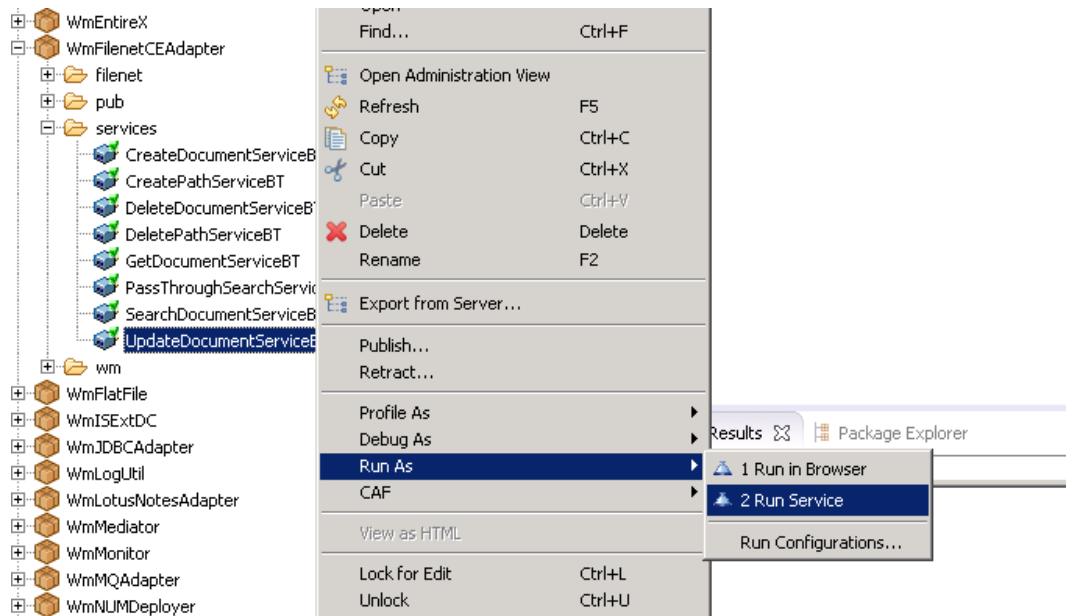 WmEntireX
WmFilenetCEAdapter
filenet
pub
services
CreateDocumentServiceB
CreatePathServiceBT
DeleteDocumentServiceB
DeletePathServiceBT
GetDocumentServiceBT
PassThroughSearchServic
SearchDocumentServiceB
UpdateDocumentServiceB
wm
WmFlatFile
WmISExtDC
WmJDBCAdapter
WmLogUtil
WmLotusNotesAdapter
WmMediator
WmMonitor
WmMQAdapter
WmNUMDeployer
Find... Ctrl+F
Open Administration View
Refresh F5
Copy Ctrl+C
Cut Ctrl+X
Paste Ctrl+V
Delete Delete
Rename F2
Export from Server...
Publish...
Retract...
Profile As
Debug As
Run As
CAF
View as HTML
Lock for Edit Ctrl+L
Unlock Ctrl+U
Results Package Explorer
1 Run in Browser
2 Run Service
Run Configurations...